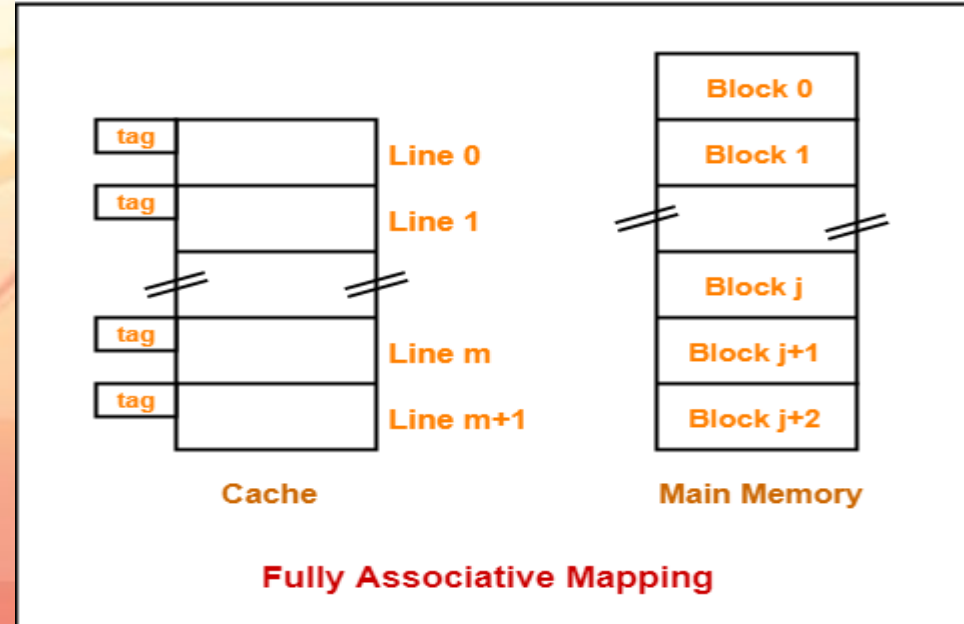 tag
Line 0
tag
Line 1
tag
Line m
tag
Line m+1
Cache
Block 0
Block 1
Block j
Block j+1
Block j+2
Main Memory
Fully Associative Mapping